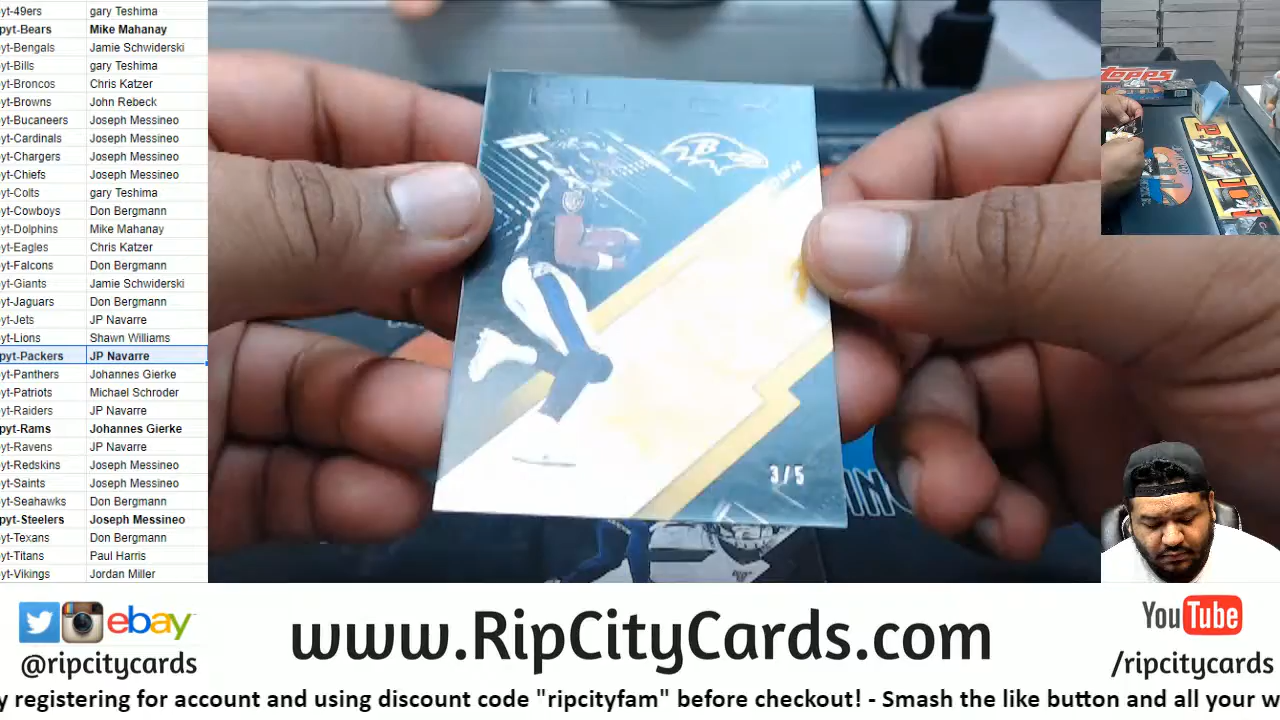 yt-49ers gary Teshima
pyt-Bears Mike Mahanay
yt-Bengals Jamie Schwiderski
yt-Bills gary Teshima
yt-Broncos Chris Katzer
yt-Browns John Rebeck
yt-Bucaneers Joseph Messineo
yt-Cardinals Joseph Messineo
yt-Chargers Joseph Messineo
yt-Chiefs Joseph Messineo
yt-Colts gary Teshima
yt-Cowboys Don Bergmann
yt-Dolphins Mike Mahanay
yt-Eagles Chris Katzer
yt-Falcons Don Bergmann
yt-Giants Jamie Schwiderski
yt-Jaguars Don Bergmann
yt-Jets JP Navarre
yt-Lions Shawn Williams
pyt-Packers JP Navarre
yt-Panthers Johannes Gierke
yt-Patriots Michael Schroder
yt-Raiders JP Navarre
pyt-Rams Johannes Gierke
yt-Ravens JP Navarre
yt-Redskins Joseph Messineo
yt-Saints Joseph Messineo
yt-Seahawks Don Bergmann
pyt-Steelers Joseph Messineo
yt-Texans Don Bergmann
yt-Titans Paul Harris
yt-Vikings Jordan Miller
B
3/5
TOPPS
ebay
@ripcitycards
www.RipCityCards.com
YouTube
/ripcitycards
y registering for account and using discount code "ripcityfam" before checkout! - Smash the like button and all your w